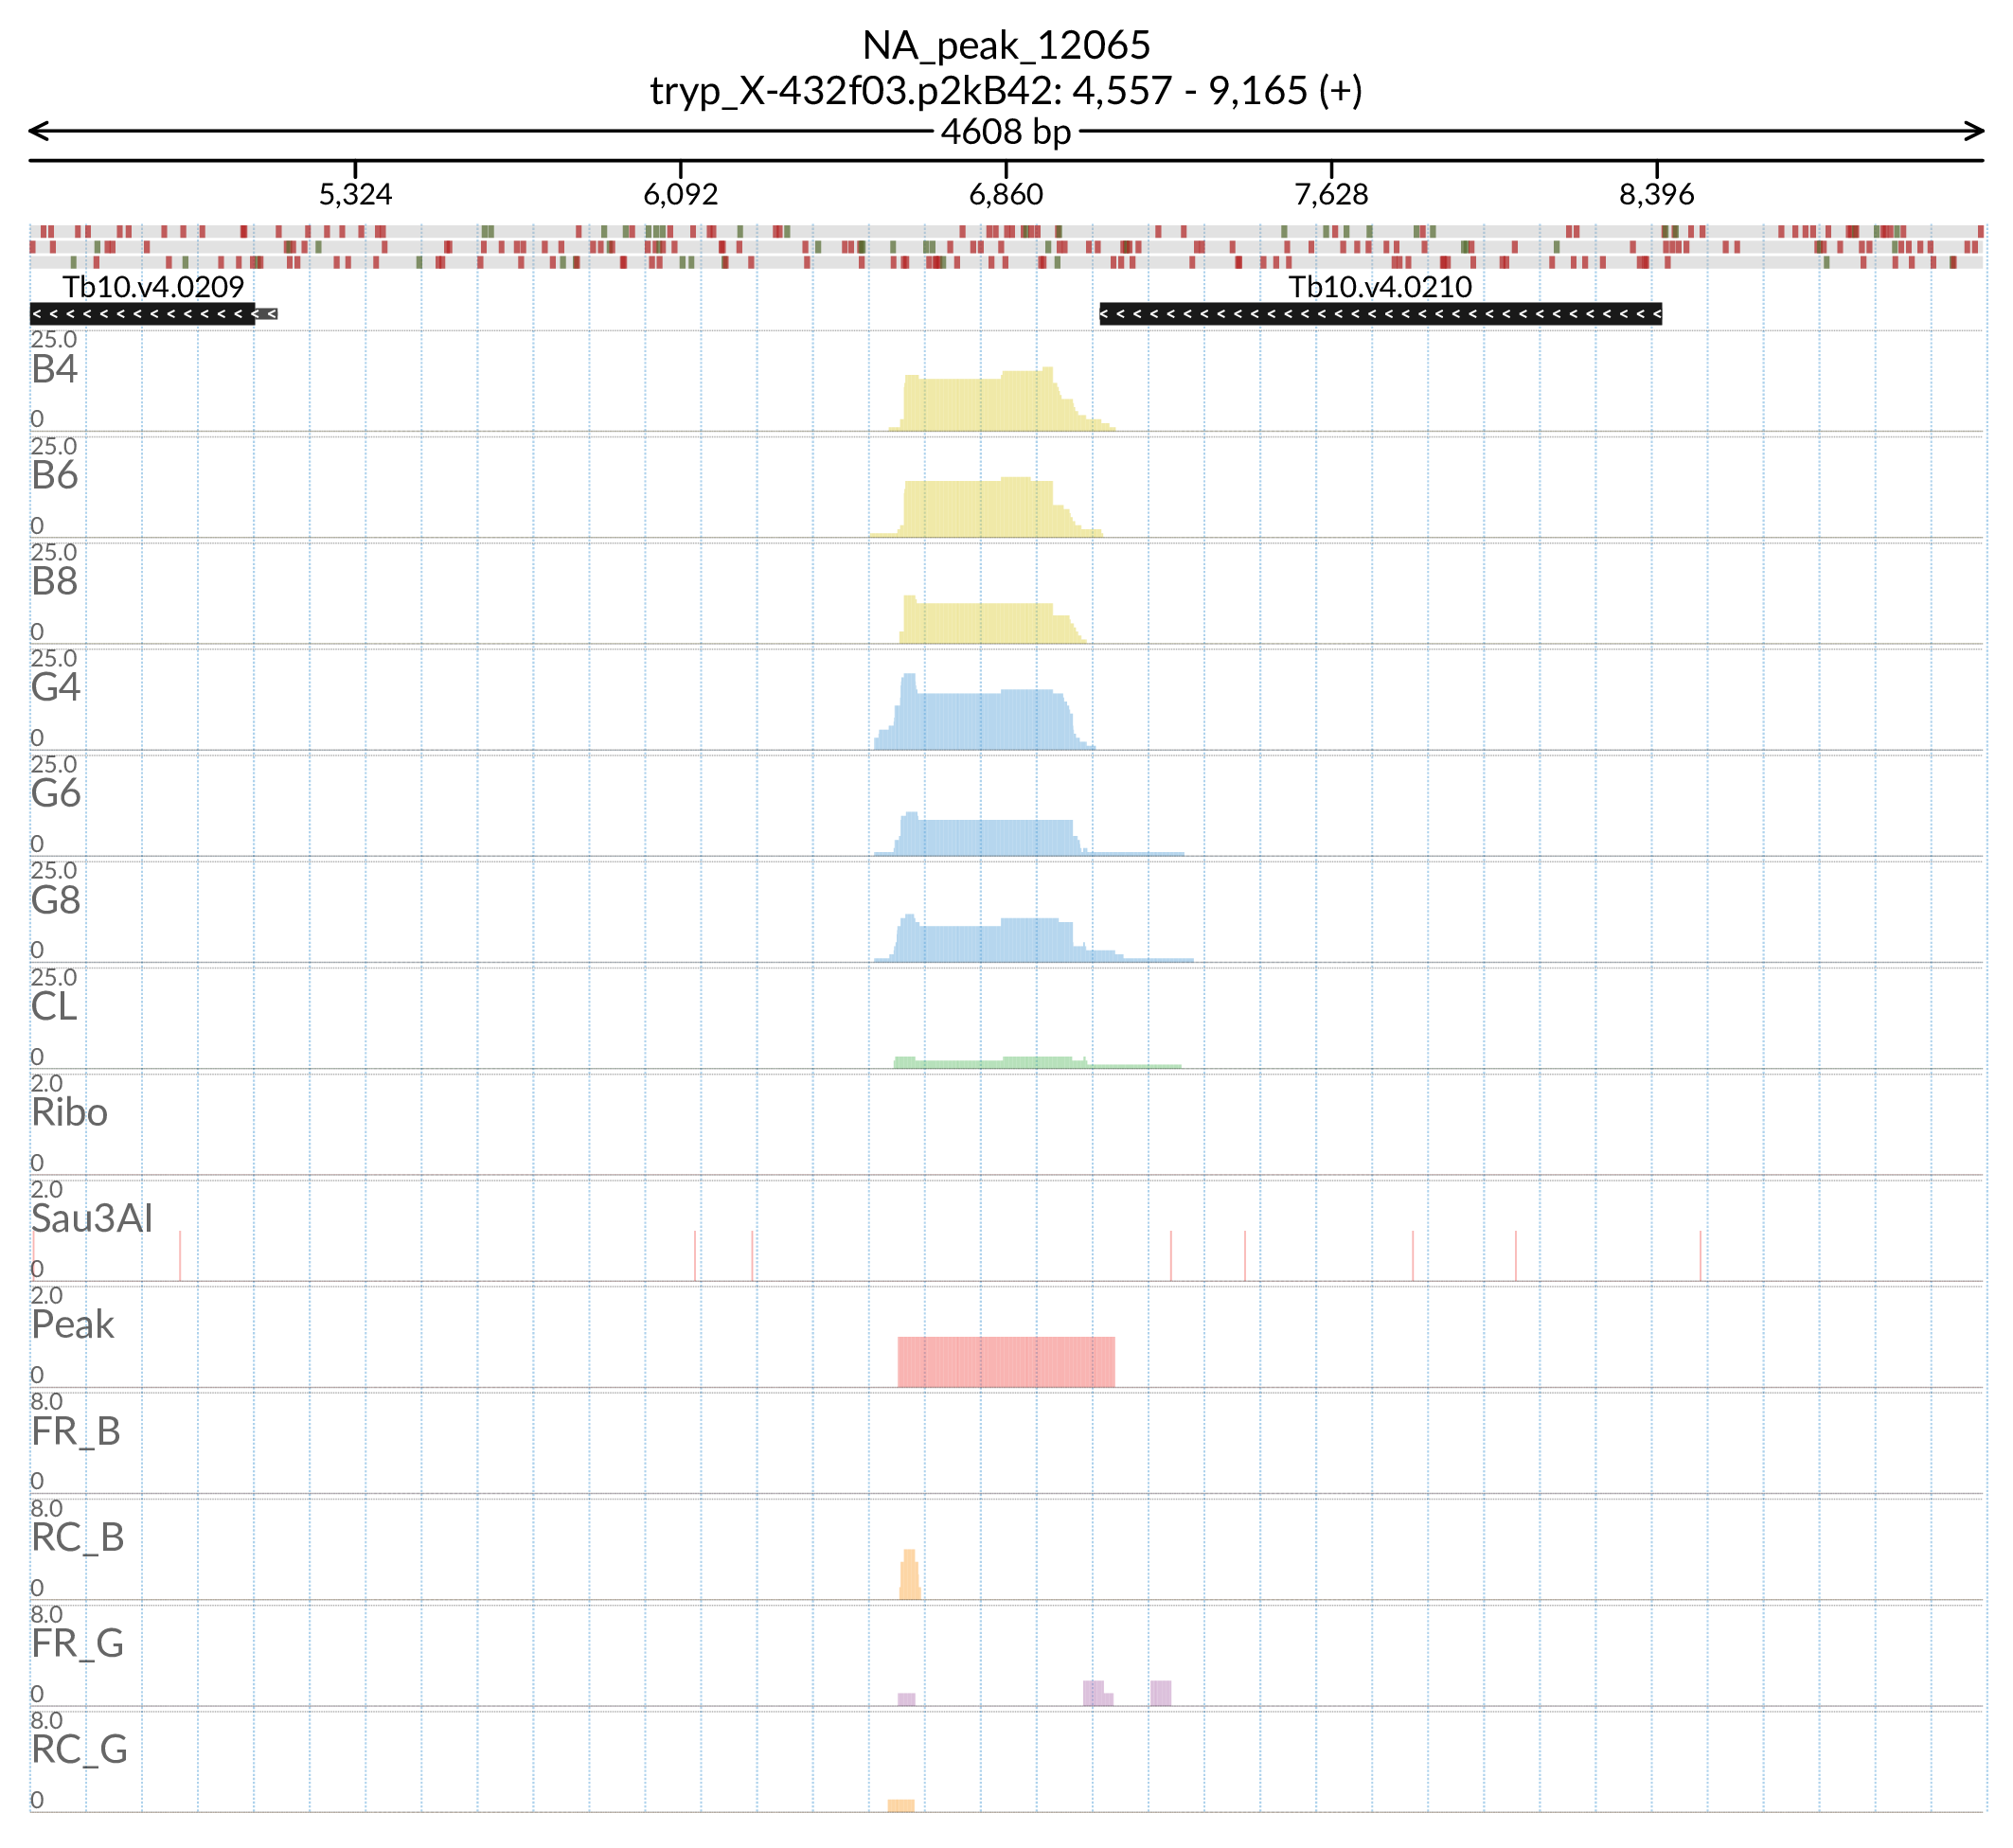 NA_peak_12065
tryp_X-432f03.p2kB42: 4,557 - 9,165 (+)
4608 bp
5,324 6,092 6,860 7,628 8,396
Tb10.v4.0209 Tb10.v4.0210
25.0
B4
0
25.0
B6
0
25.0
B8
0
25.0
G4
0
25.0
G6
0
25.0
G8
0
25.0
CL
0
2.0
Ribo
0
2.0
Sau3AI
0
2.0
Peak
0
8.0
FR_B
0
8.0
RC_B
0
8.0
FR_G
0
8.0
RC_G
0